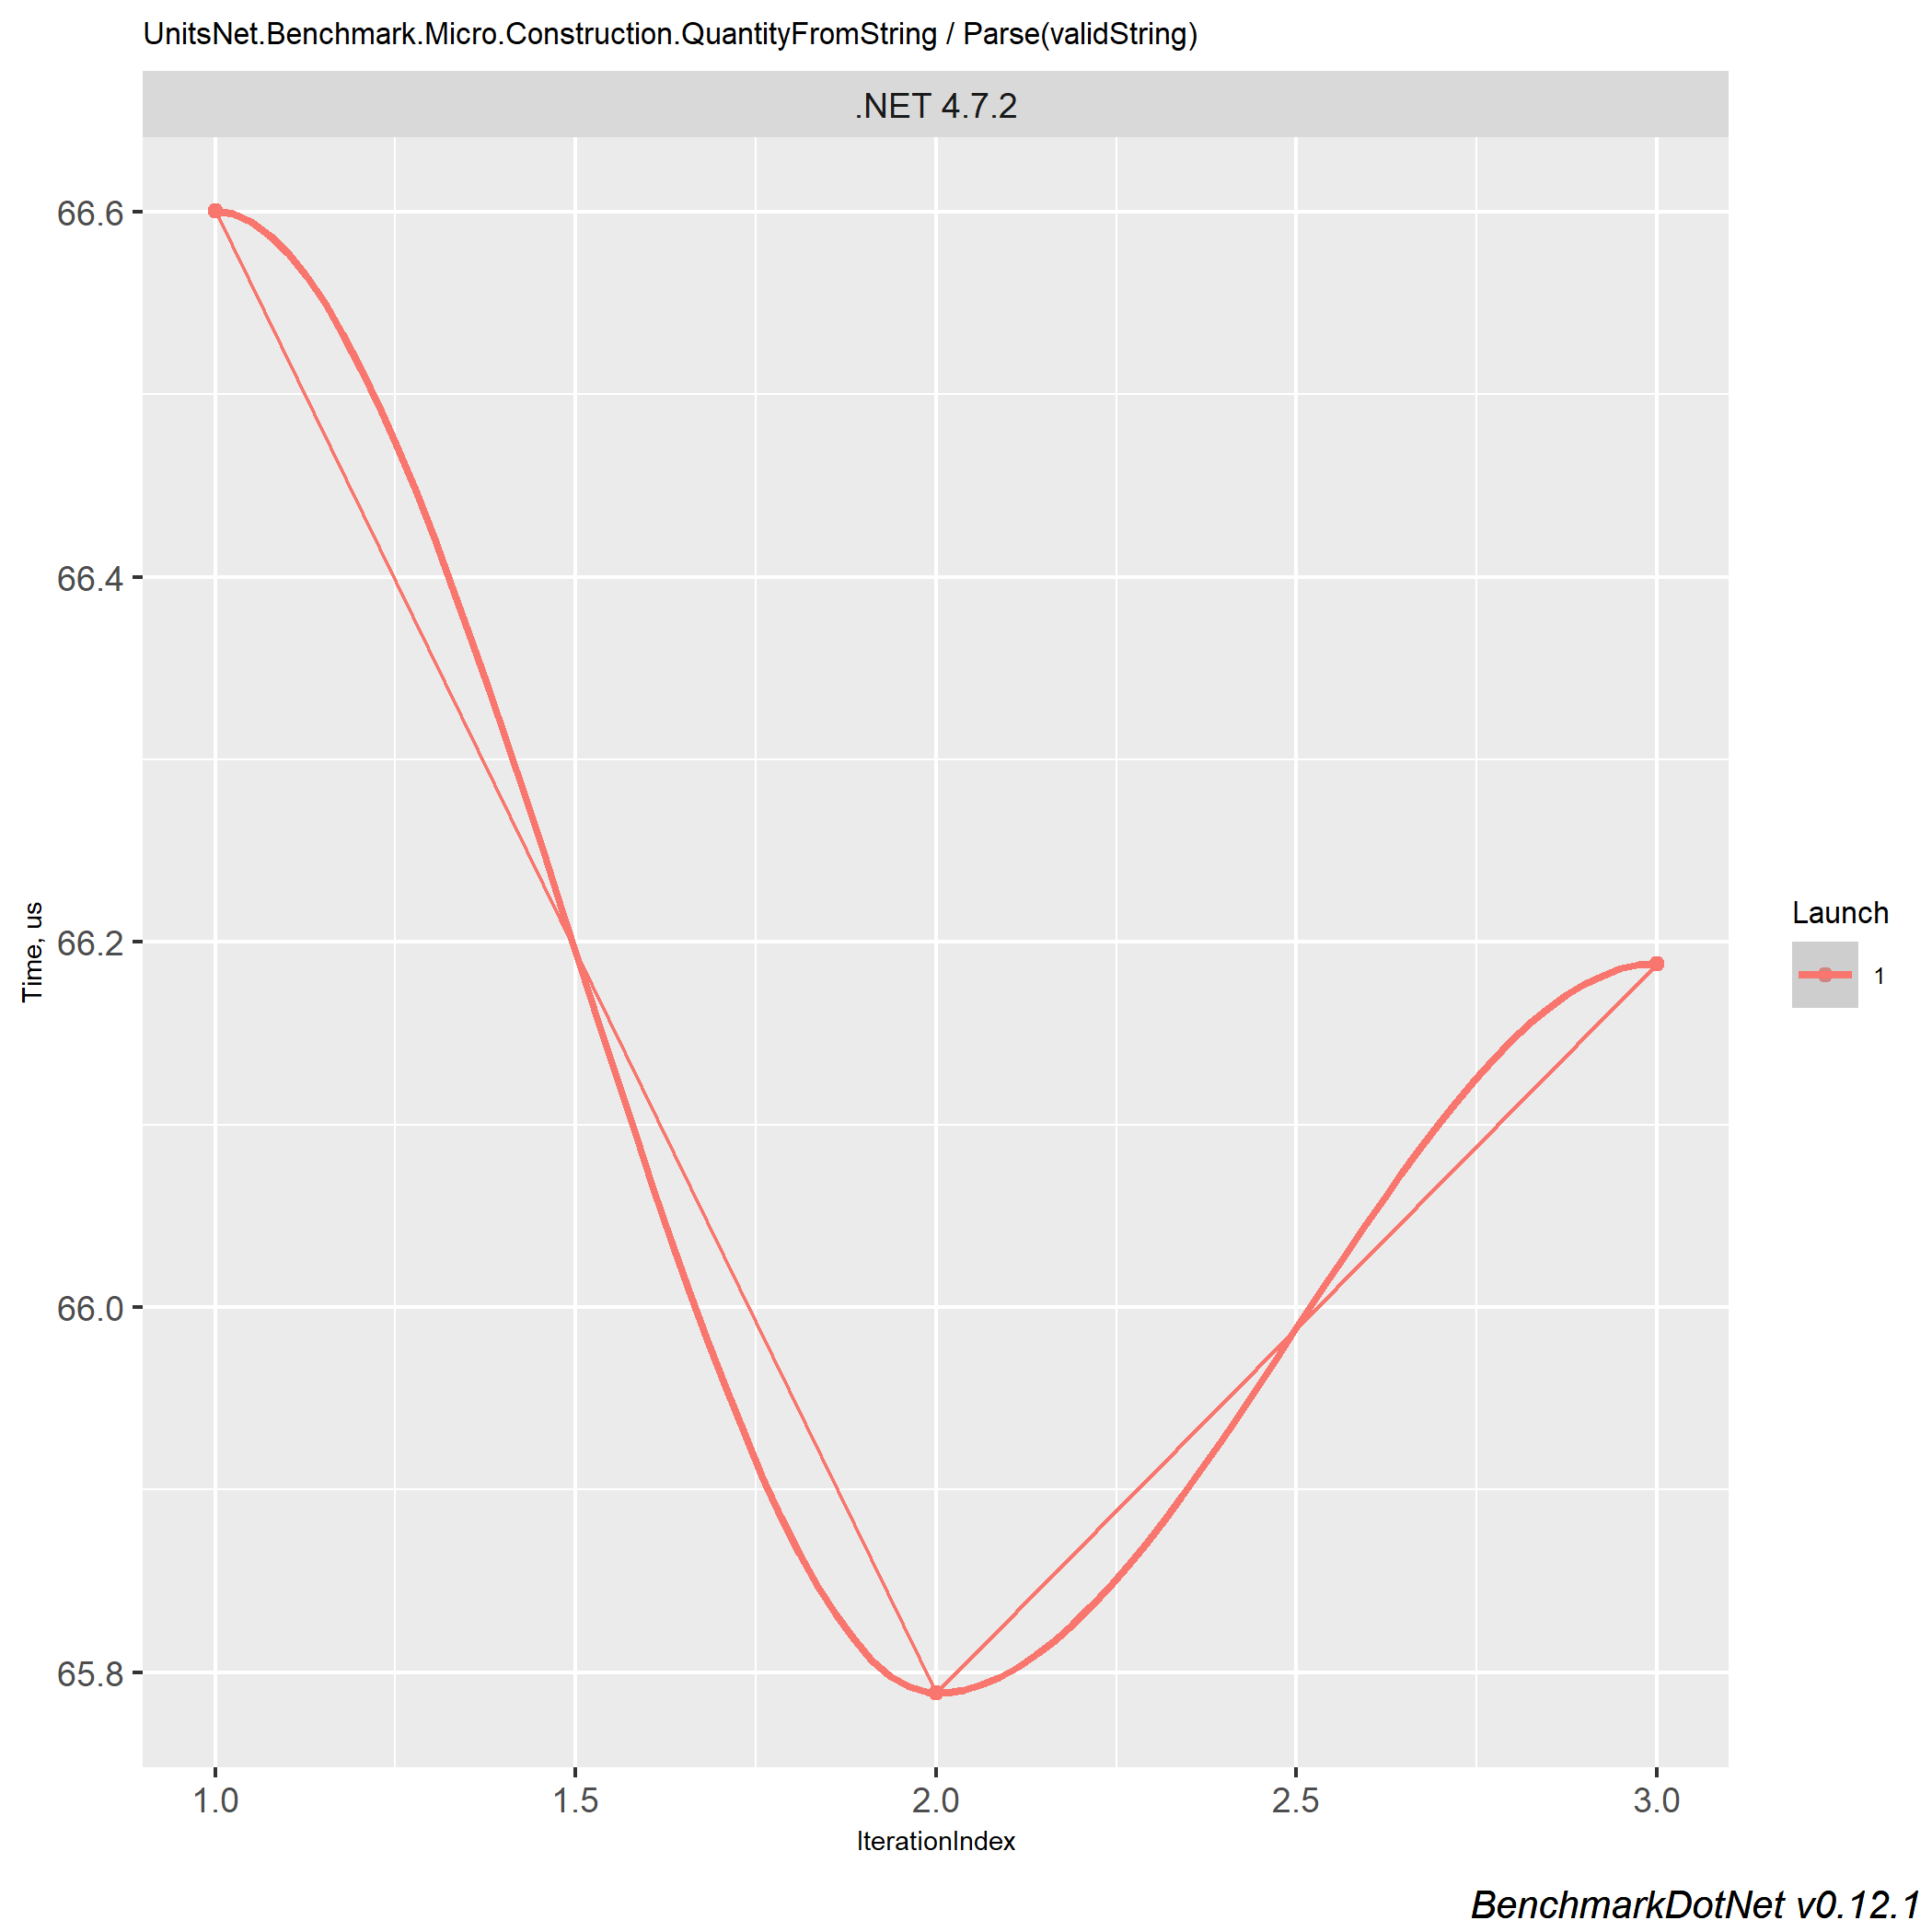 UnitsNet.Benchmark.Micro.Construction.QuantityFromString / Parse(validString)
.NET 4.7.2
66.6
66.4
66.2
66.0
65.8
Time, us
1.0 1.5 2.0 2.5 3.0
IterationIndex
Launch
1
BenchmarkDotNet v0.12.1